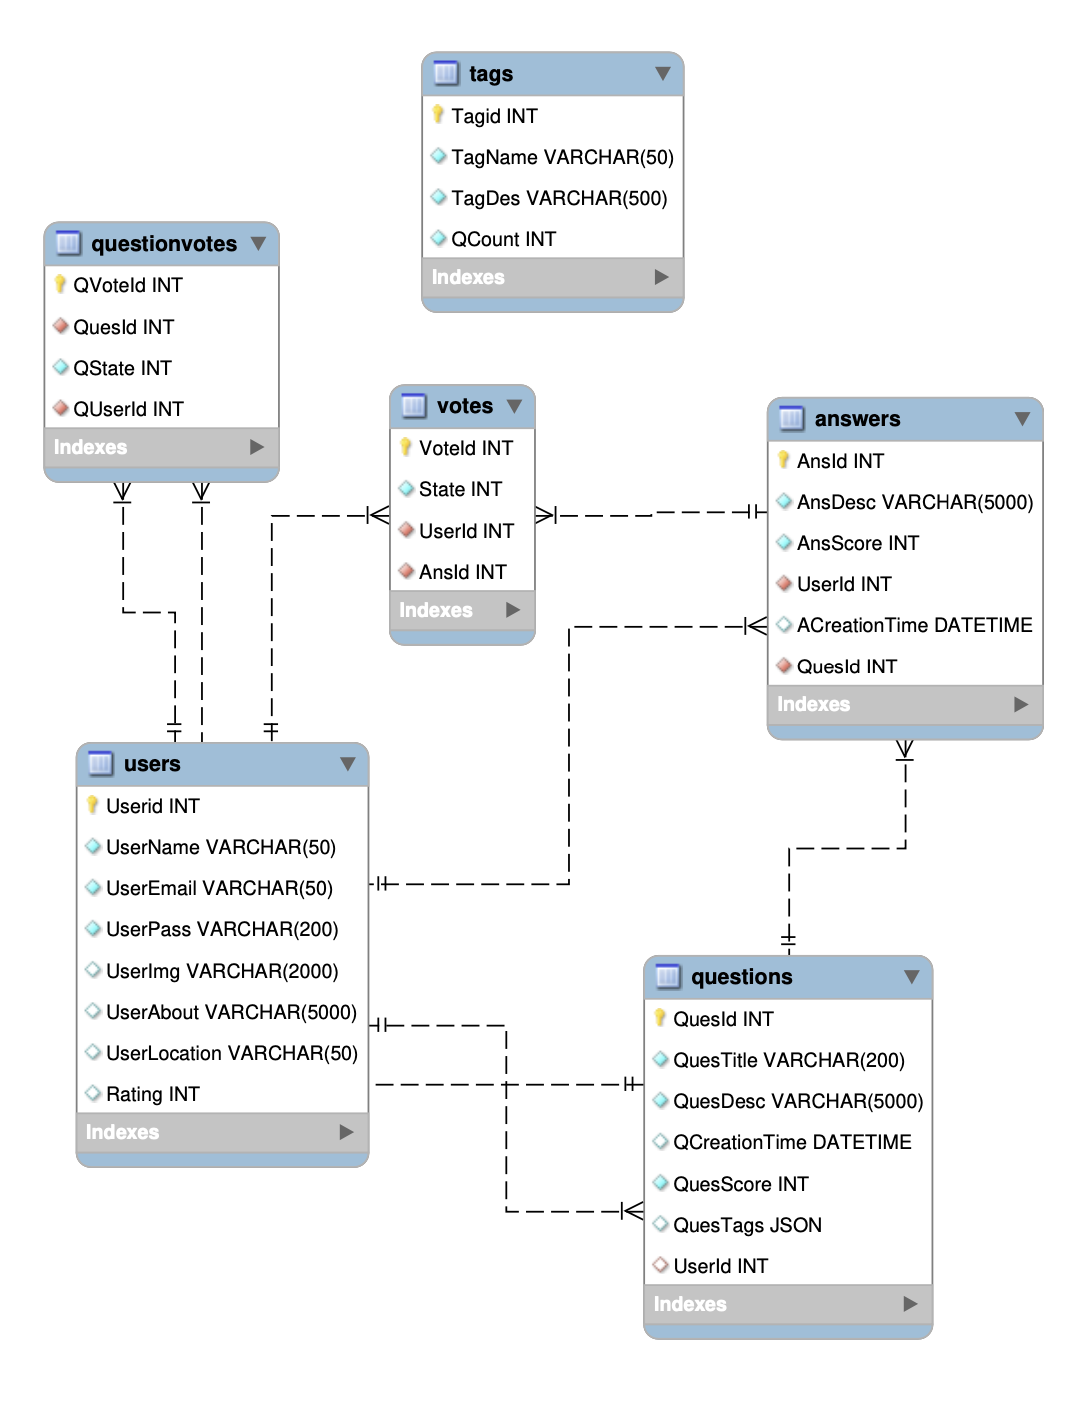 tags
Tagid INT
TagName VARCHAR(50)
TagDes VARCHAR(500)
QCount INT
Indexes
questionvotes
QVoteId INT
QuesId INT
QState INT
QUserId INT
Indexes
votes
VoteId INT
State INT
UserId INT
AnsId INT
Indexes
answers
AnsId INT
AnsDesc VARCHAR(5000)
AnsScore INT
UserId INT
ACreationTime DATETIME
QuesId INT
Indexes
users
Userid INT
UserName VARCHAR(50)
UserEmail VARCHAR(50)
UserPass VARCHAR(200)
UserImg VARCHAR(2000)
UserAbout VARCHAR(5000)
UserLocation VARCHAR(50)
Rating INT
Indexes
questions
QuesId INT
QuesTitle VARCHAR(200)
QuesDesc VARCHAR(5000)
QCreationTime DATETIME
QuesScore INT
QuesTags JSON
UserId INT
Indexes